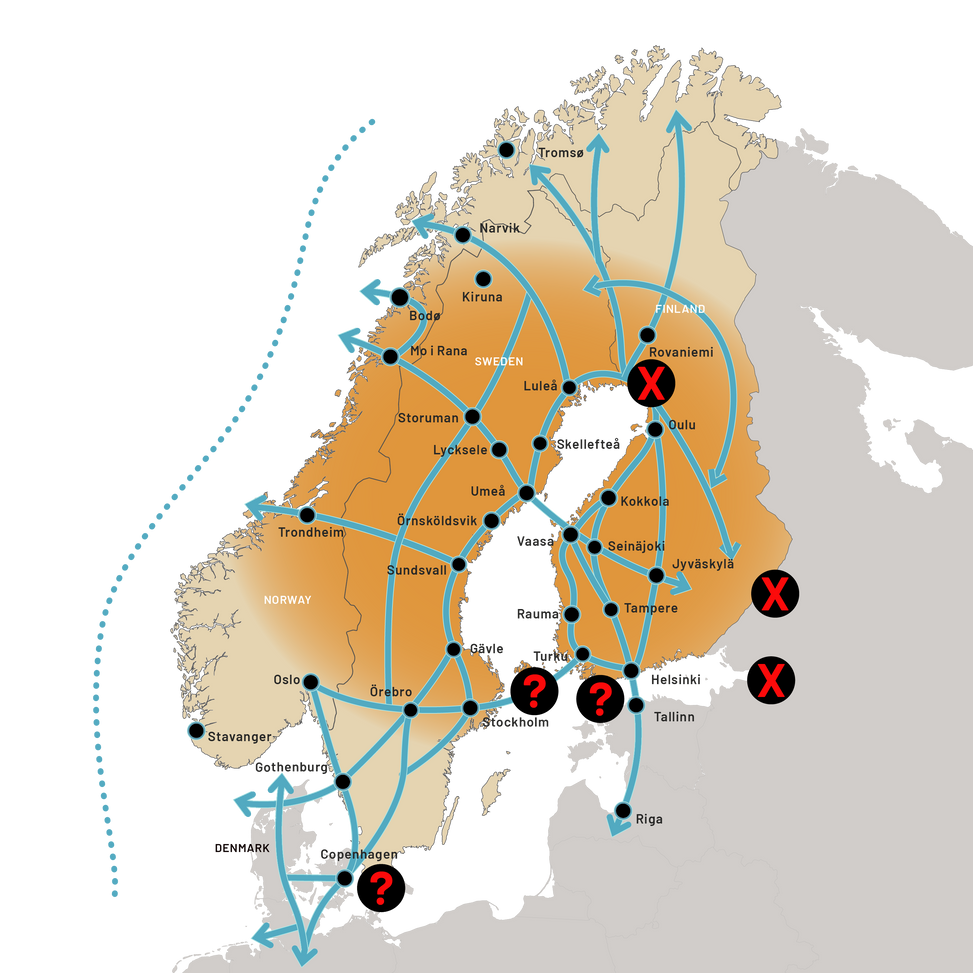 Tromsø
Narvik
Kiruna
Bodø
FINLAND
Mo i Rana
Rovaniemi
SWEDEN
X
Luleå
Storuman
Oulu
Lycksele
Skellefteå
Umeå
Kokkola
Örnsköldsvik
Trondheim
Vaasa
Seinäjoki
Sundsvall
Jyväskylä
X
NORWAY
Rauma
Tampere
Gävle
Turku
Oslo
Helsinki
X
Örebro
?
?
Stockholm
Tallinn
Stavanger
Gothenburg
Riga
DENMARK
Copenhagen
?